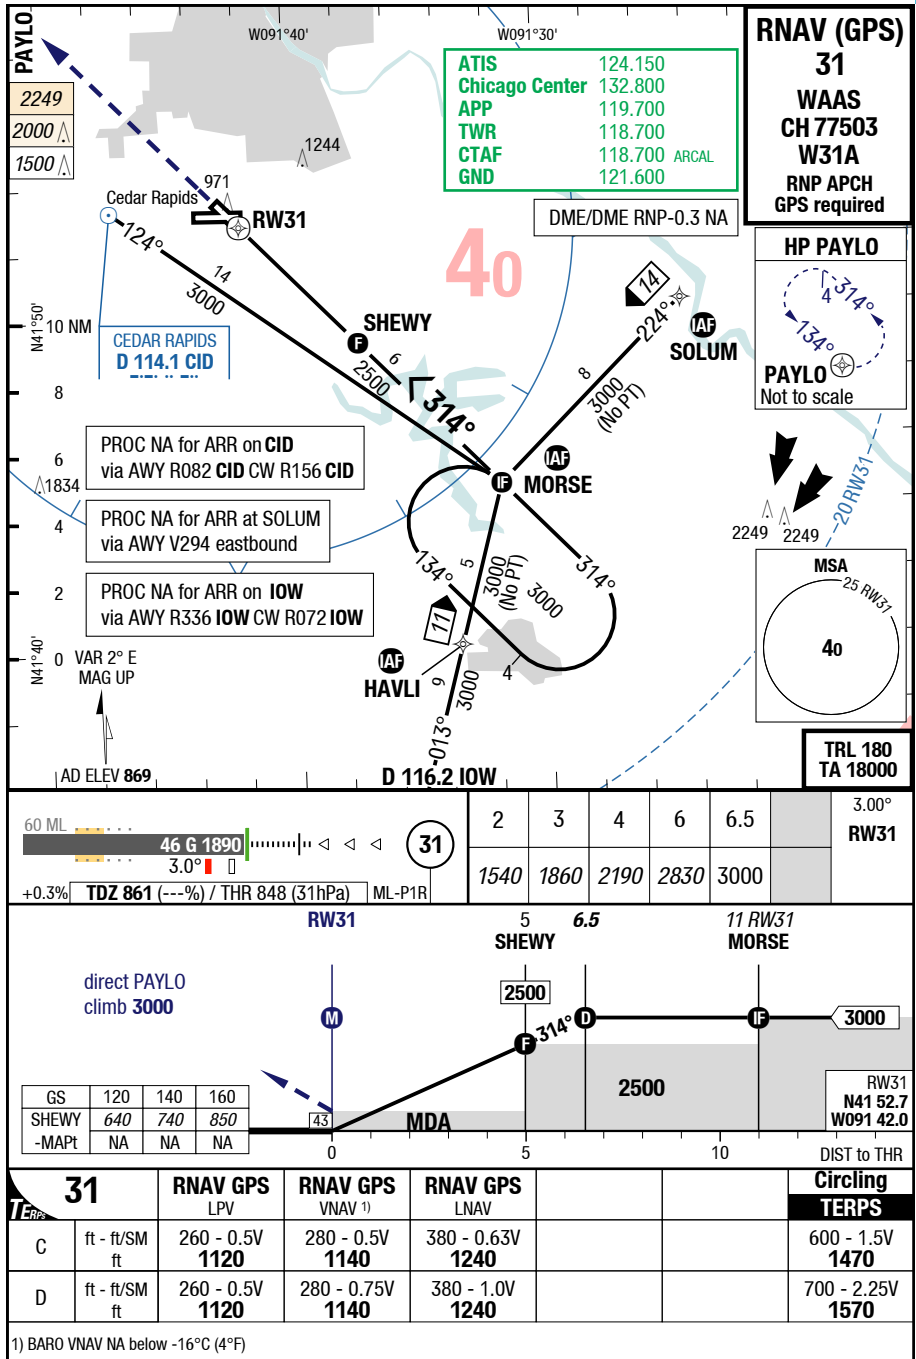 RNAV (GPS)
31
WAAS
CH 77503
W31A
RNP APCH
GPS required
PAYLO
W091°40'
W091°30'
ATIS 124.150
Chicago Center 132.800
APP 119.700
TWR 118.700
CTAF 118.700 ARCAL
GND 121.600
2249
2000
1500
1244
971
Cedar Rapids
RW31
DME/DME RNP-0.3 NA
HP PAYLO
4
314°
134°
PAYLO
Not to scale
124°
14
3000
40
14
224°
IAF
SOLUM
N41°50'
10 NM
CEDAR RAPIDS
D 114.1 CID
SHEWY
F
6
2500
314°
8
3000
(No PT)
8
PROC NA for ARR on CID
via AWY R082 CID CW R156 CID
6
1834
IAF
IF MORSE
PROC NA for ARR at SOLUM
via AWY V294 eastbound
4
2249
2249
20 RW31
134°
5
3000
(No PT)
3000
314°
PROC NA for ARR on IOW
via AWY R336 IOW CW R072 IOW
2
11
4
MSA
25 RW31
40
N41°40'
0
VAR 2° E
MAG UP
IAF
HAVLI
9
3000
013°
AD ELEV 869
D 116.2 IOW
TRL 180
TA 18000
60 ML
46 G 1890
3.0°
31
+0.3%
TDZ 861 (---%) / THR 848 (31hPa)
ML-P1R
2 3 4 6 6.5
1540 1860 2190 2830 3000
3.00°
RW31
RW31
5
SHEWY
6.5
11 RW31
MORSE
direct PAYLO
climb 3000
2500
M
F
314°
D
IF
3000
2500
GS 120 140 160
SHEWY 640 740 850
-MAPt NA NA NA
43
MDA
RW31
N41 52.7
W091 42.0
0 5 10 DIST to THR
TERPS
31
RNAV GPS
LPV
RNAV GPS
VNAV 1)
RNAV GPS
LNAV
Circling
TERPS
C ft - ft/SM 260 - 0.5V 280 - 0.5V 380 - 0.63V 600 - 1.5V
ft 1120 1140 1240 1470
D ft - ft/SM 260 - 0.5V 280 - 0.75V 380 - 1.0V 700 - 2.25V
ft 1120 1140 1240 1570
1) BARO VNAV NA below -16°C (4°F)